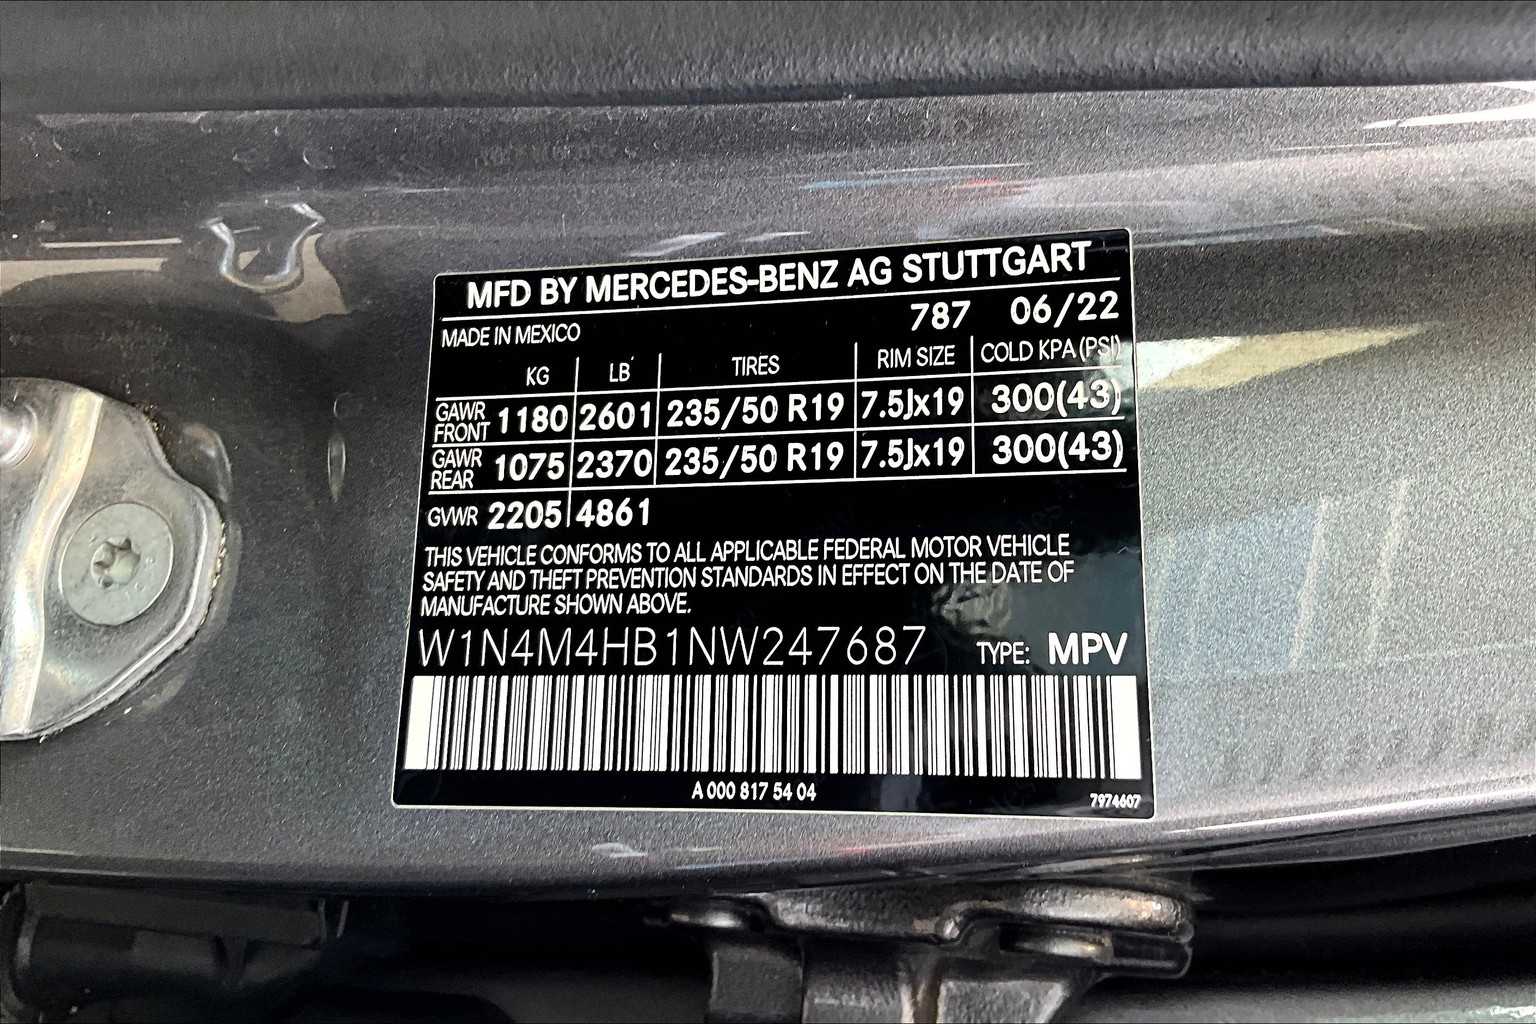 MFD BY MERCEDES-BENZ AG STUTTGART
MADE IN MEXICO 787 06/22
KG LB TIRES RIM SIZE COLD KPA (PSI)
GAWR FRONT 1180 2601 235/50 R19 7.5Jx19 300(43)
GAWR REAR 1075 2370 235/50 R19 7.5Jx19 300(43)
GVWR 2205 4861
THIS VEHICLE CONFORMS TO ALL APPLICABLE FEDERAL MOTOR VEHICLE
SAFETY AND THEFT PREVENTION STANDARDS IN EFFECT ON THE DATE OF
MANUFACTURE SHOWN ABOVE.
W1N4M4HB1NW247687 TYPE: MPV
A 000 817 54 04
7974607